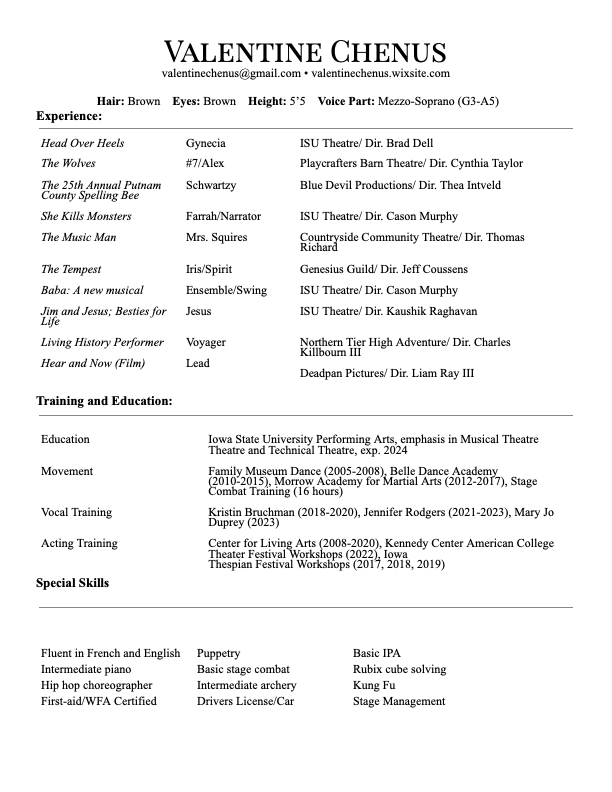 VALENTINE CHENUS
valentinechenus@gmail.com • valentinechenus.wixsite.com
Hair: Brown Eyes: Brown Height: 5’5 Voice Part: Mezzo-Soprano (G3-A5)
Experience:
Head Over Heels Gynecia ISU Theatre/ Dir. Brad Dell
The Wolves #7/Alex Playcrafters Barn Theatre/ Dir. Cynthia Taylor
The 25th Annual Putnam Schwartzy Blue Devil Productions/ Dir. Thea Intveld
County Spelling Bee
She Kills Monsters Farrah/Narrator ISU Theatre/ Dir. Cason Murphy
The Music Man Mrs. Squires Countryside Community Theatre/ Dir. Thomas
Richard
The Tempest Iris/Spirit Genesius Guild/ Dir. Jeff Coussens
Baba: A new musical Ensemble/Swing ISU Theatre/ Dir. Cason Murphy
Jim and Jesus; Besties for Jesus ISU Theatre/ Dir. Kaushik Raghavan
Life
Living History Performer Voyager Northern Tier High Adventure/ Dir. Charles
Killbourn III
Hear and Now (Film) Lead
Deadpan Pictures/ Dir. Liam Ray III
Training and Education:
Education Iowa State University Performing Arts, emphasis in Musical Theatre
Theatre and Technical Theatre, exp. 2024
Movement Family Museum Dance (2005-2008), Belle Dance Academy
(2010-2015), Morrow Academy for Martial Arts (2012-2017), Stage
Combat Training (16 hours)
Vocal Training Kristin Bruchman (2018-2020), Jennifer Rodgers (2021-2023), Mary Jo
Duprey (2023)
Acting Training Center for Living Arts (2008-2020), Kennedy Center American College
Theater Festival Workshops (2022), Iowa
Thespian Festival Workshops (2017, 2018, 2019)
Special Skills
Fluent in French and English Puppetry Basic IPA
Intermediate piano Basic stage combat Rubix cube solving
Hip hop choreographer Intermediate archery Kung Fu
First-aid/WFA Certified Drivers License/Car Stage Management